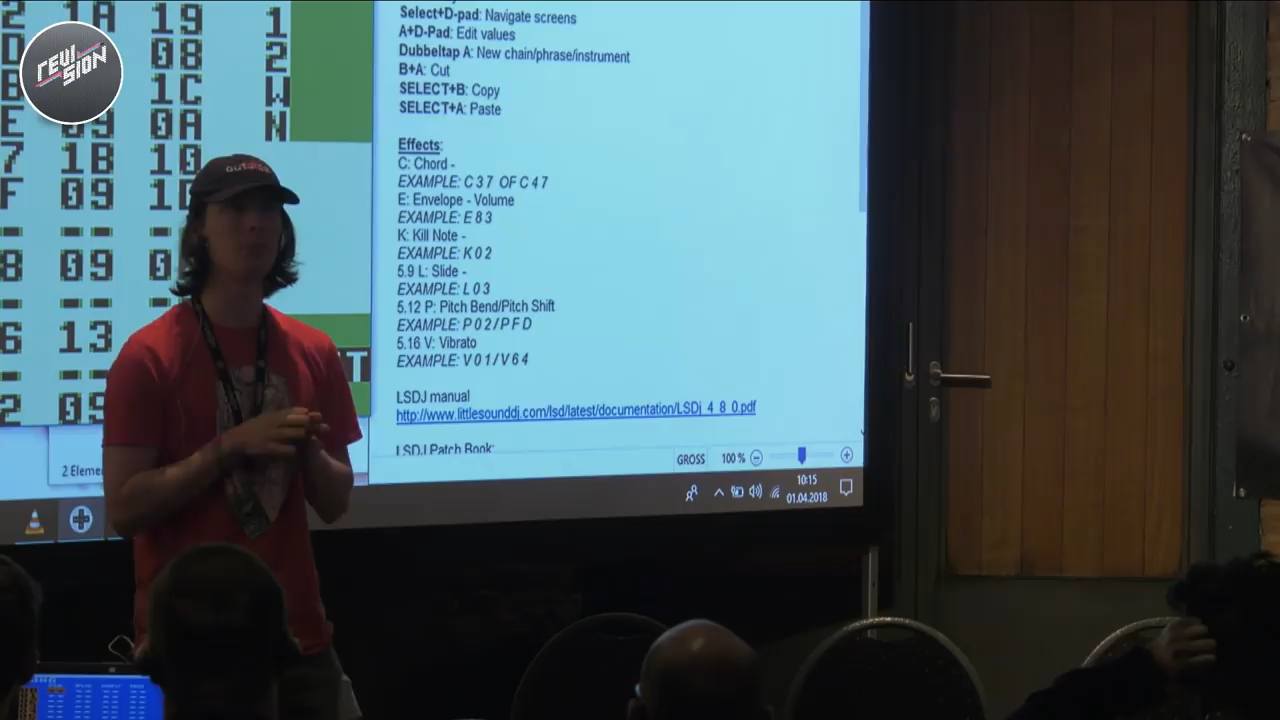 REVISION
2 1A 19 1
D 08 2
B 1C W
E 09 0A N
7 1B 10
F 09
-- --
8 09
-- --
6 13
-- --
2 09
Select+D-pad: Navigate screens
A+D-Pad: Edit values
Dubbeltap A: New chain/phrase/instrument
B+A: Cut
SELECT+B: Copy
SELECT+A: Paste
Effects:
C: Chord -
EXAMPLE: C 3 7 OF C 4 7
E: Envelope - Volume
EXAMPLE: E 8 3
K: Kill Note -
EXAMPLE: K 0 2
5.9 L: Slide -
EXAMPLE: L 0 3
5.12 P: Pitch Bend/Pitch Shift
EXAMPLE: P 0 2 / P F D
5.16 V: Vibrato
EXAMPLE: V 0 1 / V 6 4
LSDJ manual
http://www.littlesounddj.com/lsd/latest/documentation/LSDj_4_8_0.pdf
LSDJ Patch Book:
GROSS 100 %
2 Eleme
10:15
01.04.2018